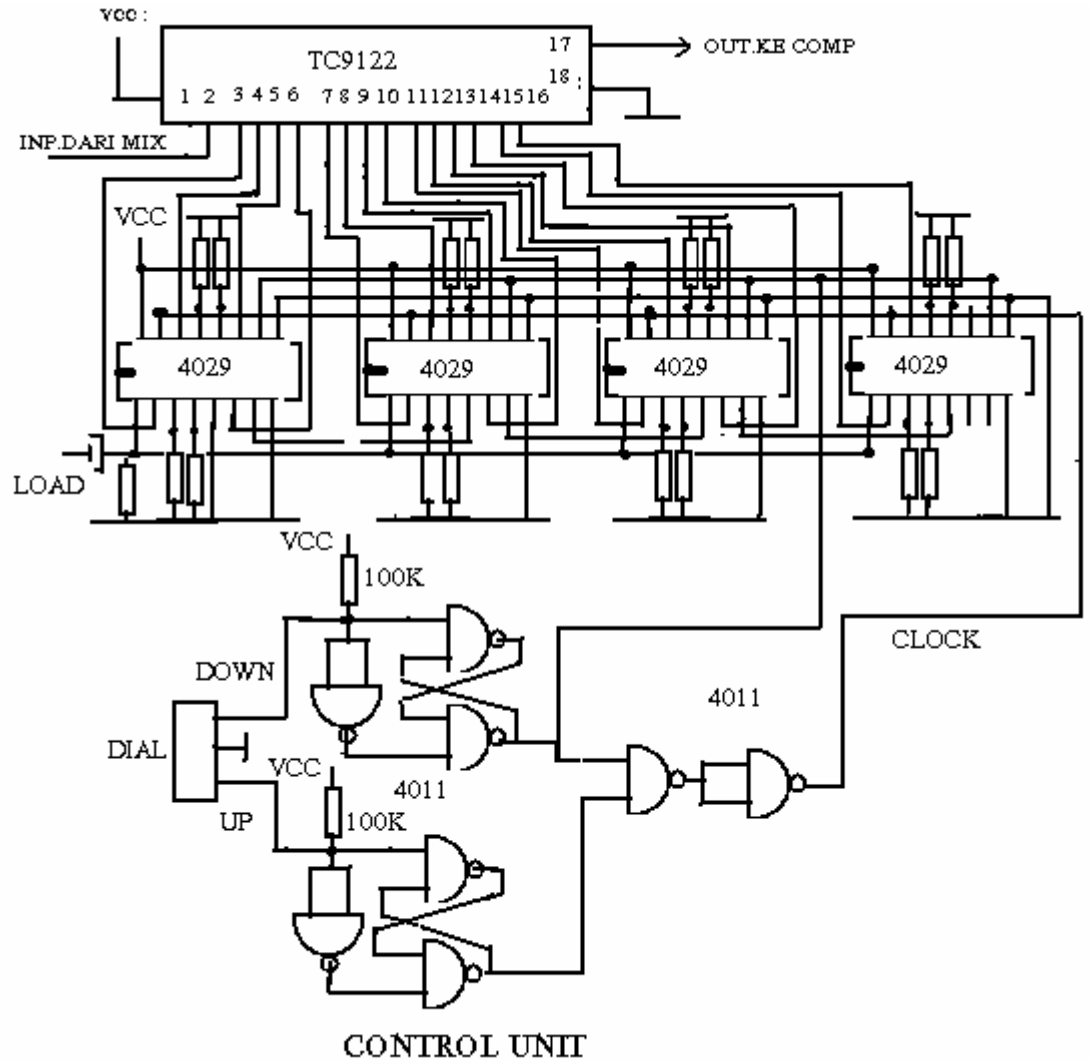 vcc :
TC9122
17
OUT.KE COMP
18 :
1 2 3 4 5 6 7 8 9 10 11 12 13 14 15 16
INP.DARI MIX
VCC
4029
4029
4029
4029
LOAD
VCC
100K
CLOCK
DOWN
4011
DIAL
VCC
4011
UP
100K
CONTROL UNIT